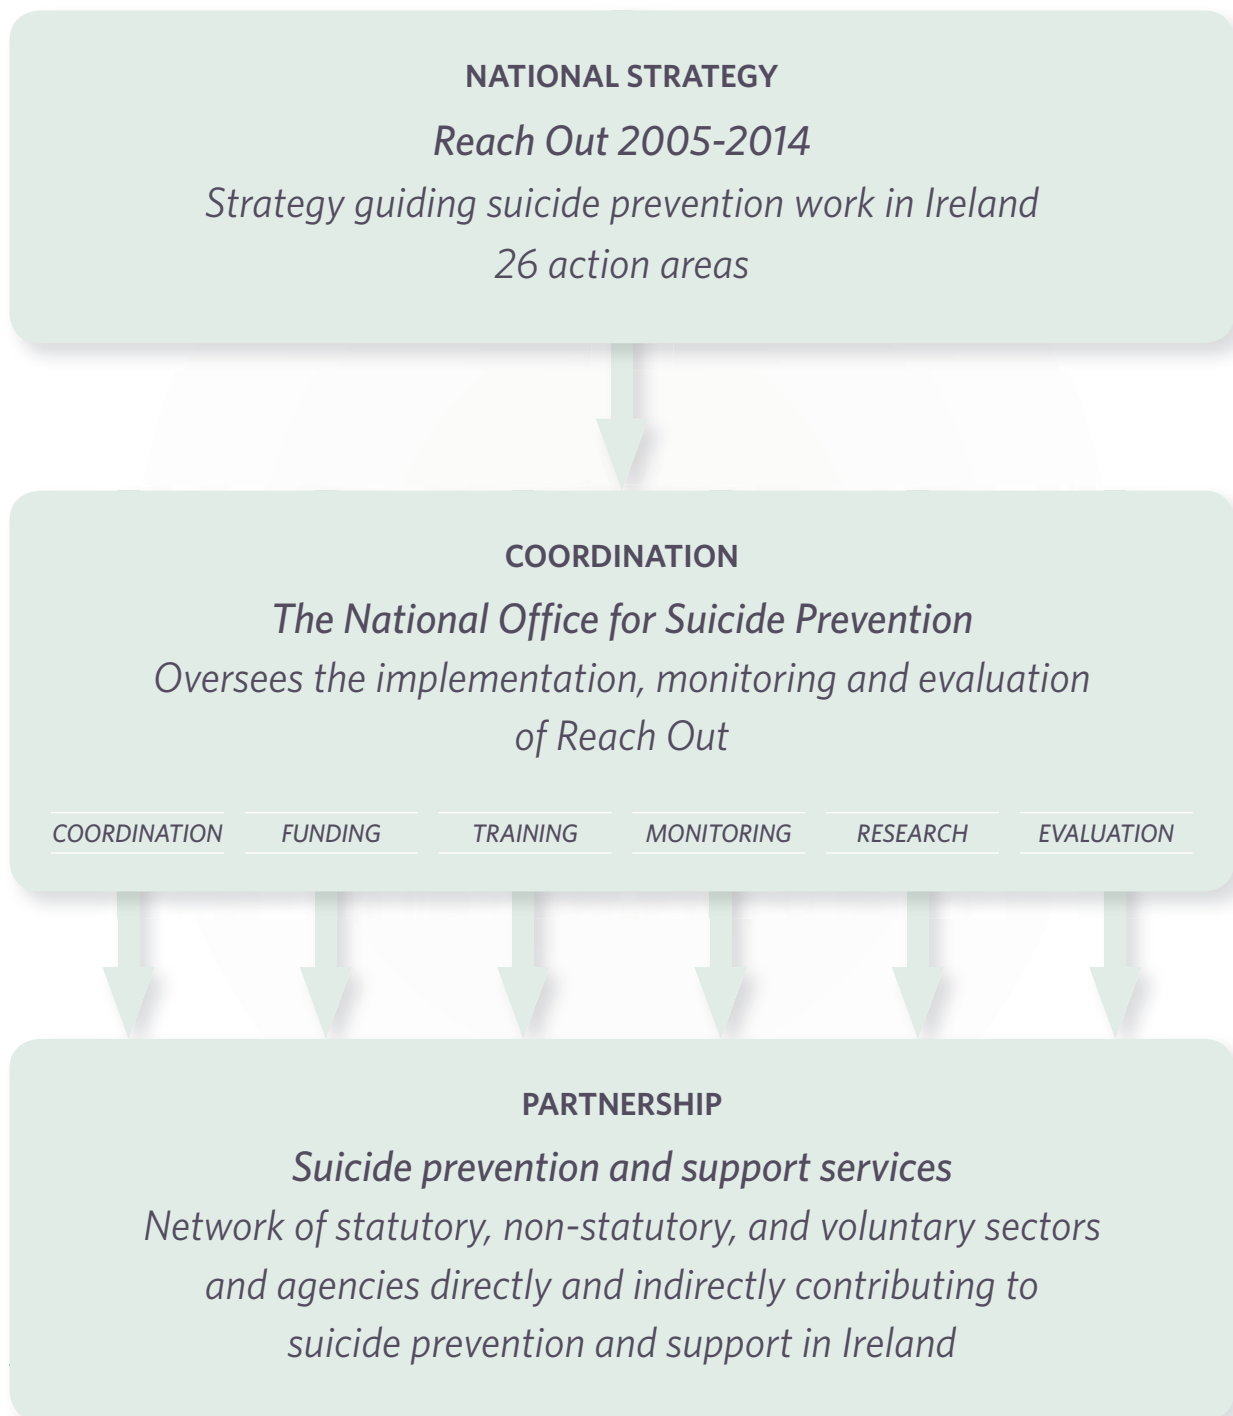 NATIONAL STRATEGY
Reach Out 2005-2014
Strategy guiding suicide prevention work in Ireland
26 action areas
COORDINATION
The National Office for Suicide Prevention
Oversees the implementation, monitoring and evaluation
of Reach Out
COORDINATION FUNDING TRAINING MONITORING RESEARCH EVALUATION
PARTNERSHIP
Suicide prevention and support services
Network of statutory, non-statutory, and voluntary sectors
and agencies directly and indirectly contributing to
suicide prevention and support in Ireland